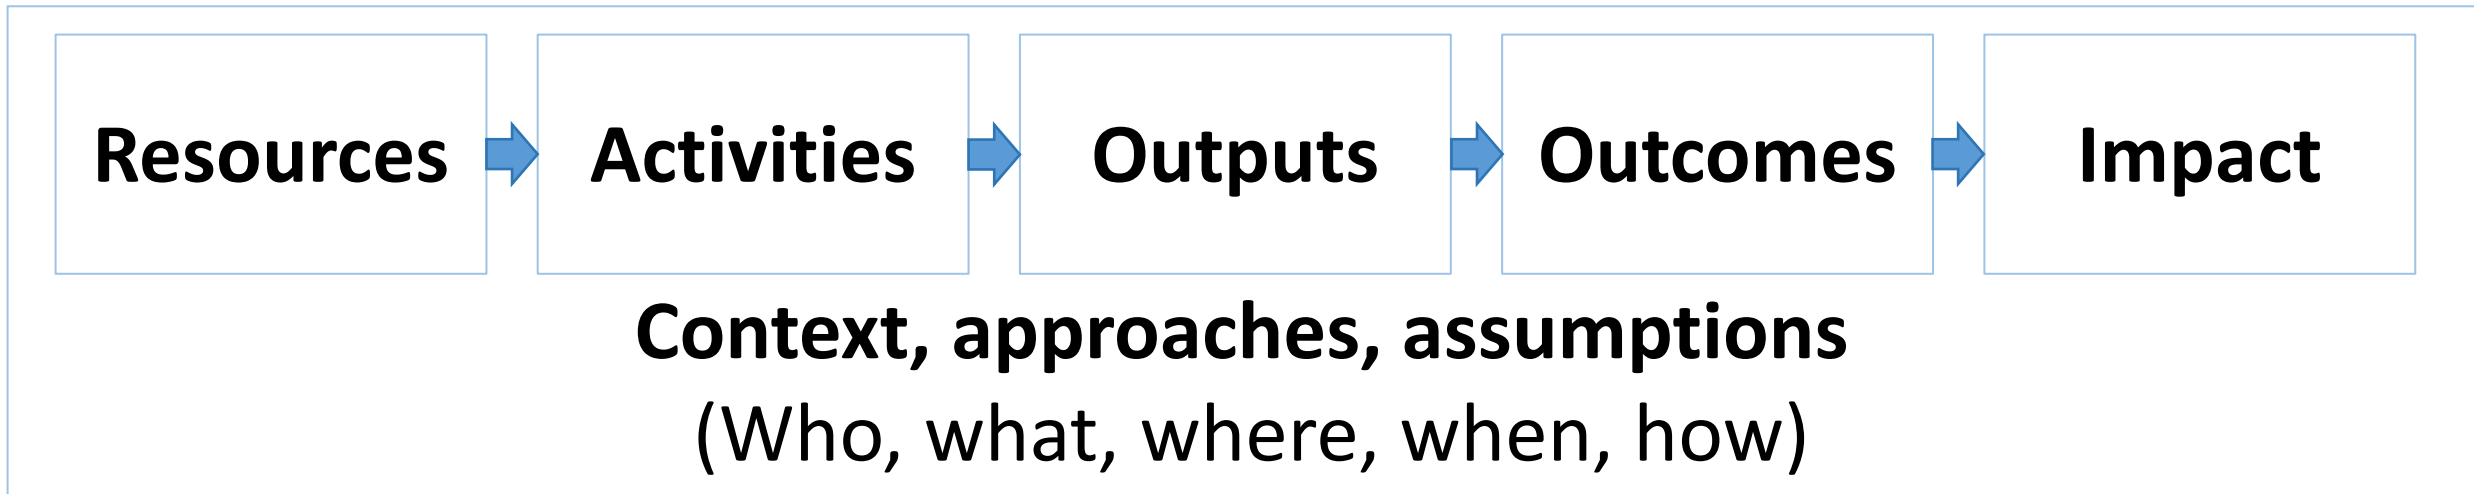 Resources Activities Outputs Outcomes Impact
Context, approaches, assumptions
(Who, what, where, when, how)